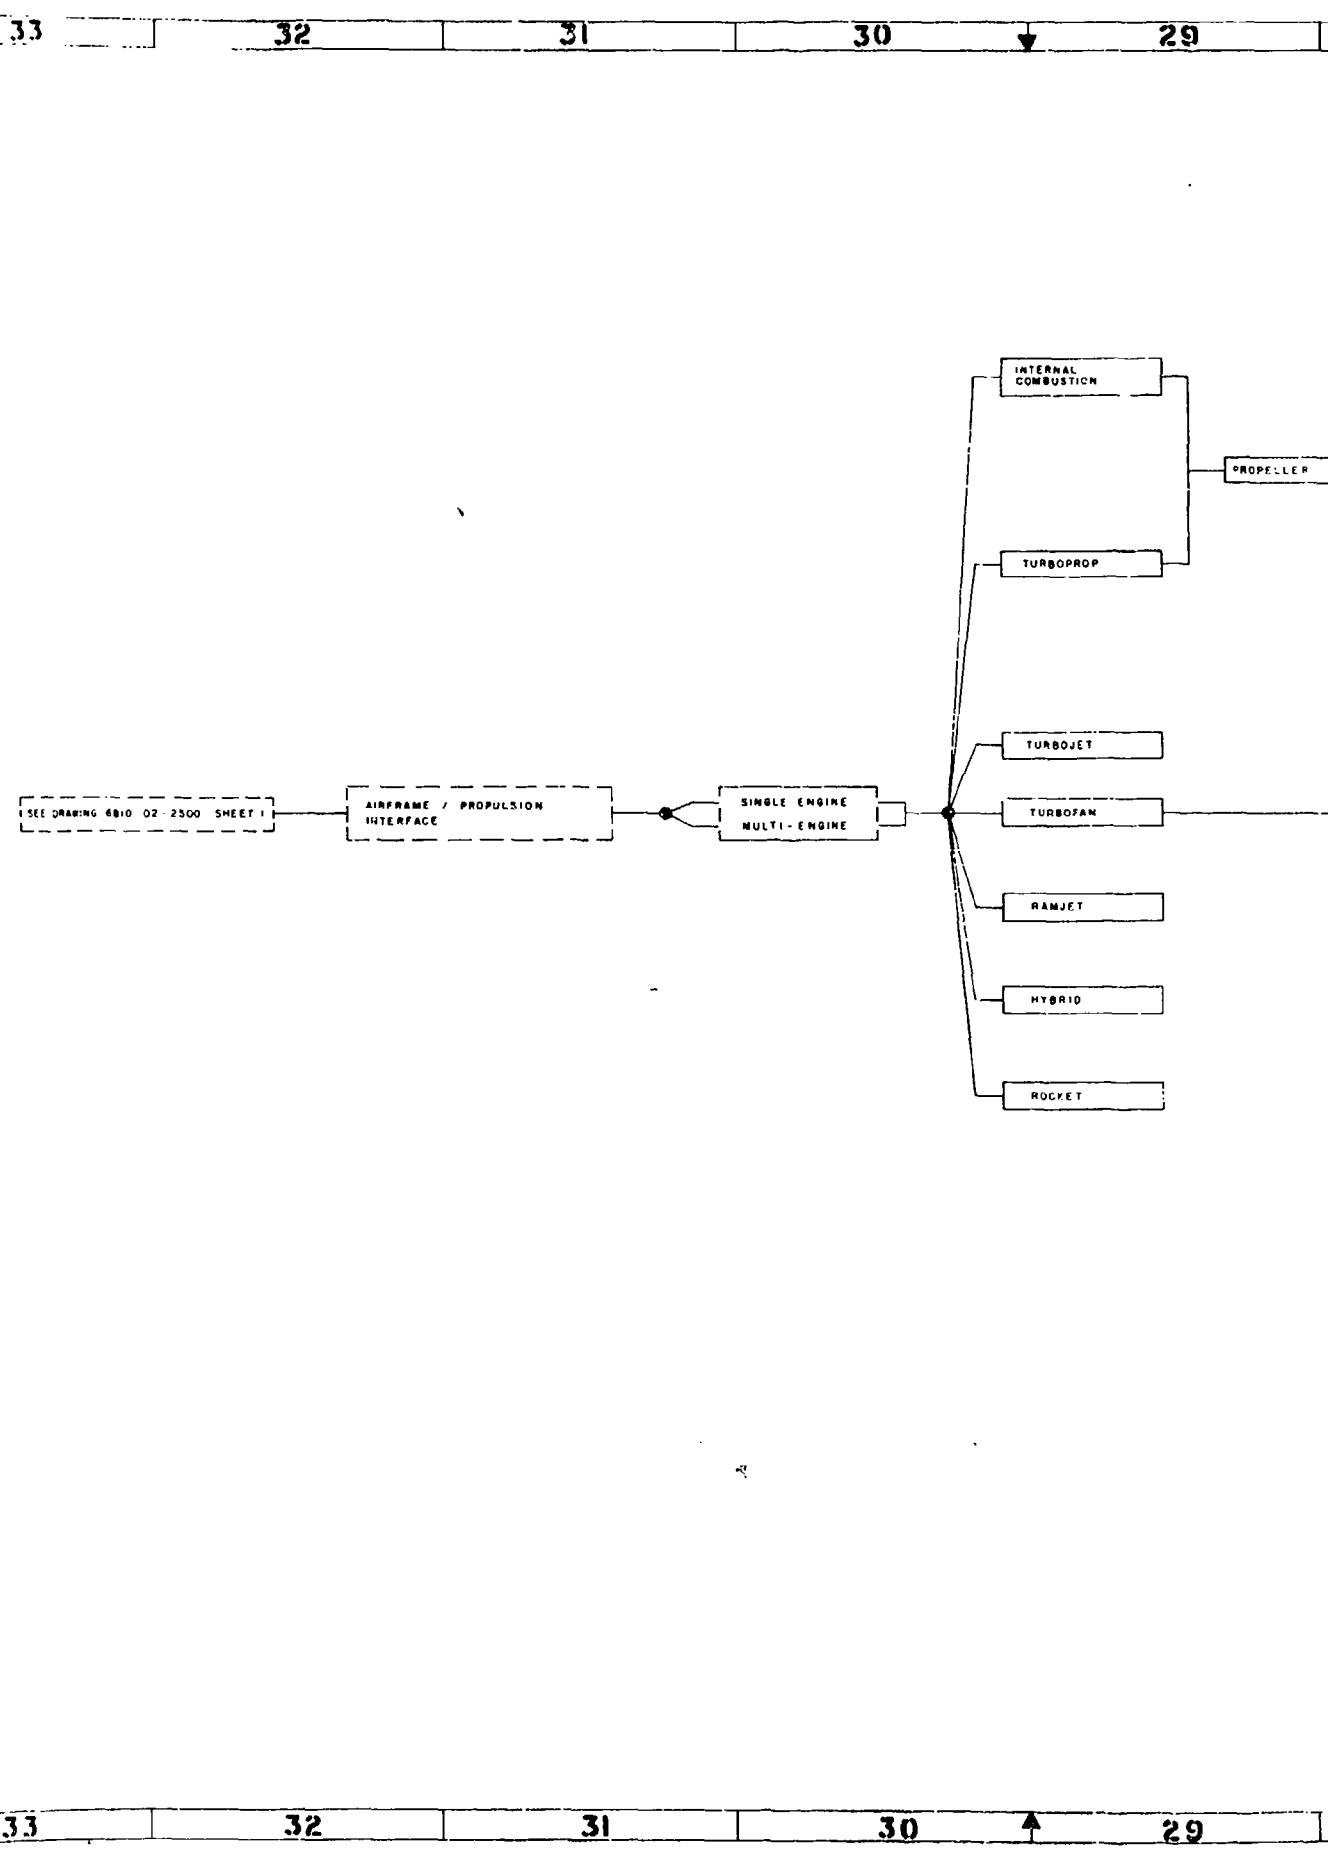 33 32 31 30 29
INTERNAL
COMBUSTION
PROPELLER
TURBOPROP
TURBOJET
SEE DRAWING 6810 02-2500 SHEET 1
AIRFRAME / PROPULSION
INTERFACE
SINGLE ENGINE
MULTI-ENGINE
TURBOFAN
RAMJET
HYBRID
ROCKET
33 32 31 30 29